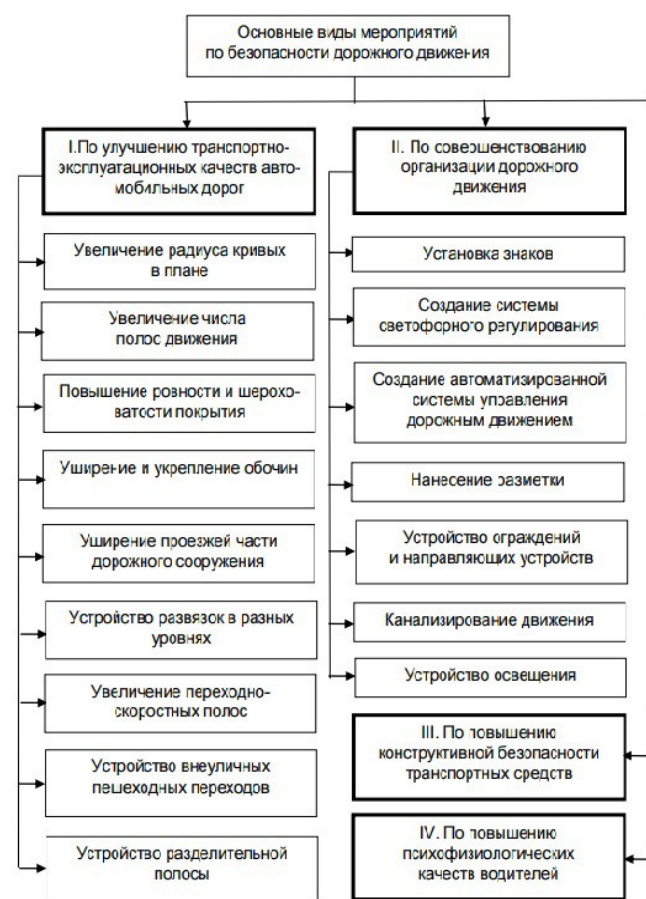 Основные виды мероприятий
по безопасности дорожного движения
I.По улучшению транспортно-
эксплуатационных качеств авто-
мобильных дорог
Увеличение радиуса кривых
в плане
Увеличение числа
полос движения
Повышение ровности и шерохо-
ватости покрытия
Уширение и укрепление обочин
Уширение проезжей части
дорожного сооружения
Устройство развязок в разных
уровнях
Увеличение переходно-
скоростных полос
Устройство внеуличных
пешеходных переходов
Устройство разделительной
полосы
II. По совершенствованию
организации дорожного
движения
Установка знаков
Создание системы
светофорного регулирования
Создание автоматизированной
системы управления
дорожным движением
Нанесение разметки
Устройство ограждений
и направляющих устройств
Канализирование движения
Устройство освещения
III. По повышению
конструктивной безопасности
транспортных средств
IV. По повышению
психофизиологических
качеств водителей